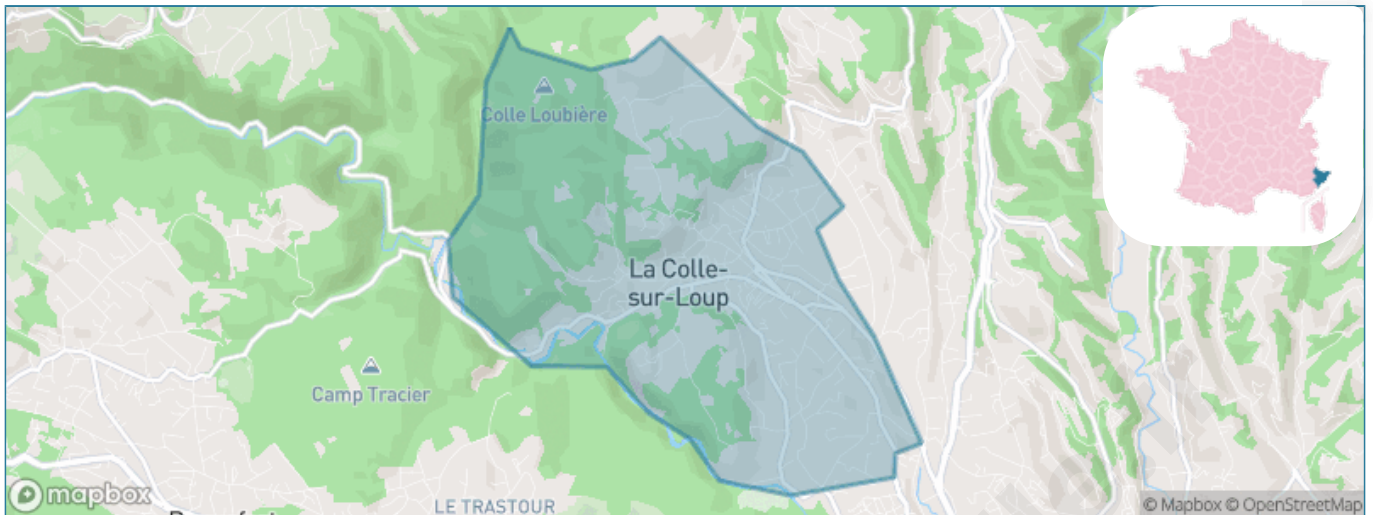 Colle Loubière
La Colle-
sur-Loup
Camp Tracier
LE TRASTOUR
mapbox
© Mapbox © OpenStreetMap